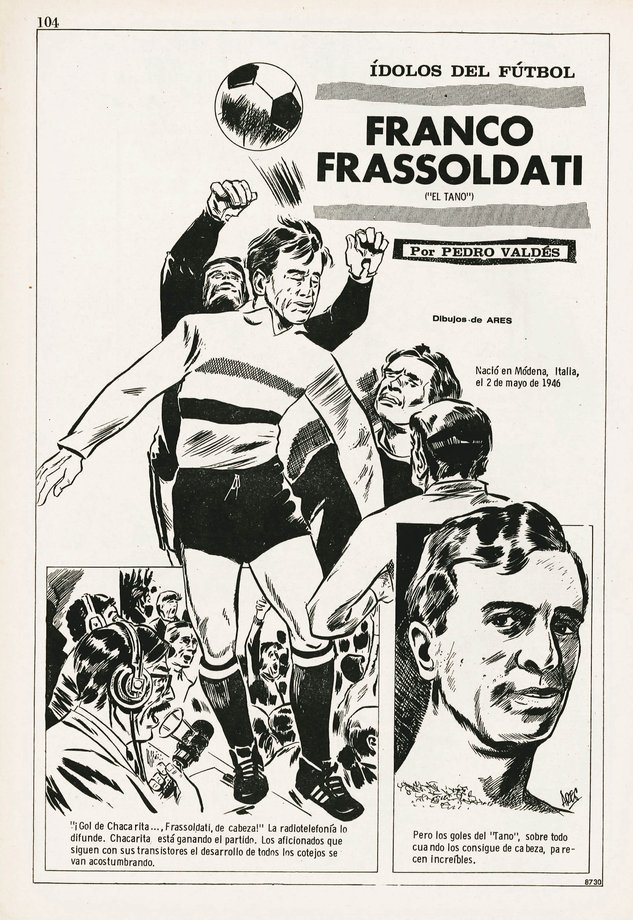 104
ÍDOLOS DEL FÚTBOL
FRANCO
FRASSOLDATI
("EL TANO")
Por PEDRO VALDÉS
Dibujos de ARES
Nació en Módena, Italia,
el 2 de mayo de 1946
ARES
"¡Gol de Chacarita..., Frassoldati, de cabeza!" La radiotelefonía lo
difunde. Chacarita está ganando el partido. Los aficionados que
siguen con sus transistores el desarrollo de todos los cotejos se
van acostumbrando.
Pero los goles del "Tano", sobre todo
cuando los consigue de cabeza, pare-
cen increíbles.
8730